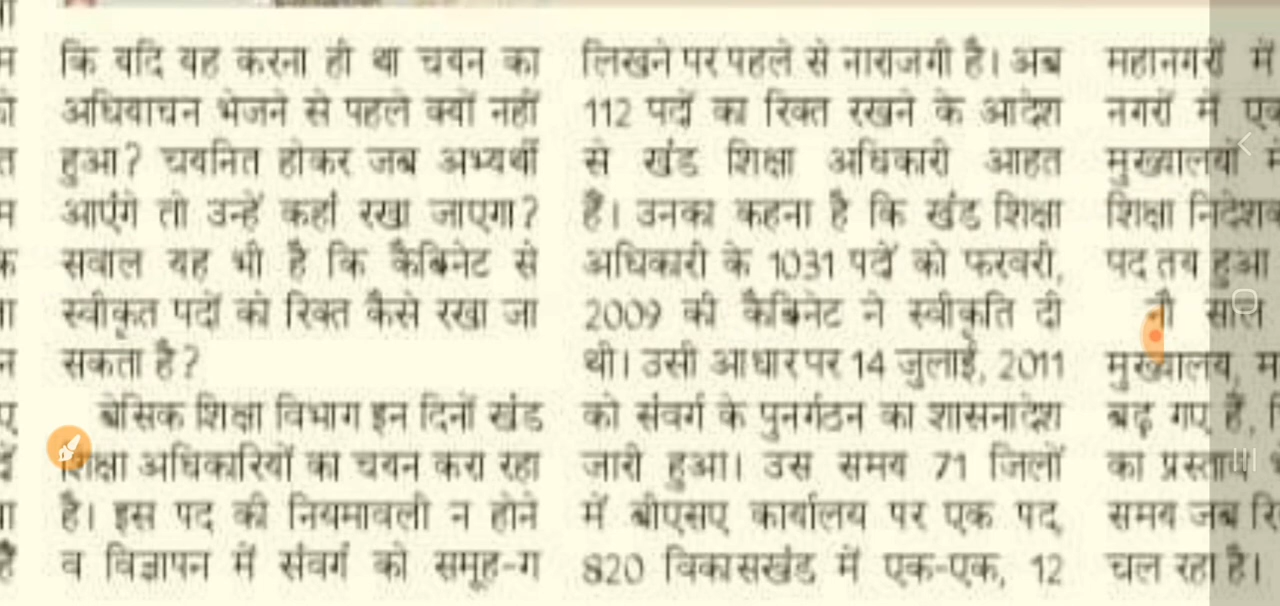 कि यदि यह करना ही था चयन का
अधियाचन भेजने से पहले क्यों नहीं
हुआ? चयनित होकर जब अभ्यर्थी
आएंगे तो उन्हें कहां रखा जाएगा?
सवाल यह भी है कि कैबिनेट से
स्वीकृत पदों को रिक्त कैसे रखा जा
सकता है?
बेसिक शिक्षा विभाग इन दिनों खंड
शिक्षा अधिकारियों का चयन करा रहा
है। इस पद की नियमावली न होने
व विज्ञापन में संवर्ग को समूह-ग
लिखने पर पहले से नाराजगी है। अब
112 पदों का रिक्त रखने के आदेश
से खंड शिक्षा अधिकारी आहत
हैं। उनका कहना है कि खंड शिक्षा
अधिकारी के 1031 पदों को फरवरी,
2009 की कैबिनेट ने स्वीकृति दी
थी। उसी आधार पर 14 जुलाई, 2011
को संवर्ग के पुनर्गठन का शासनादेश
जारी हुआ। उस समय 71 जिलों
में बीएसए कार्यालय पर एक पद,
820 विकासखंड में एक-एक, 12
महानगरों में
नगरों में
मुख्यालयों
शिक्षा
पद तय हुआ
साल
मुख्यालय,
बढ़ गए हैं,
का प्रस्ताव
समय जब
चल रहा है।